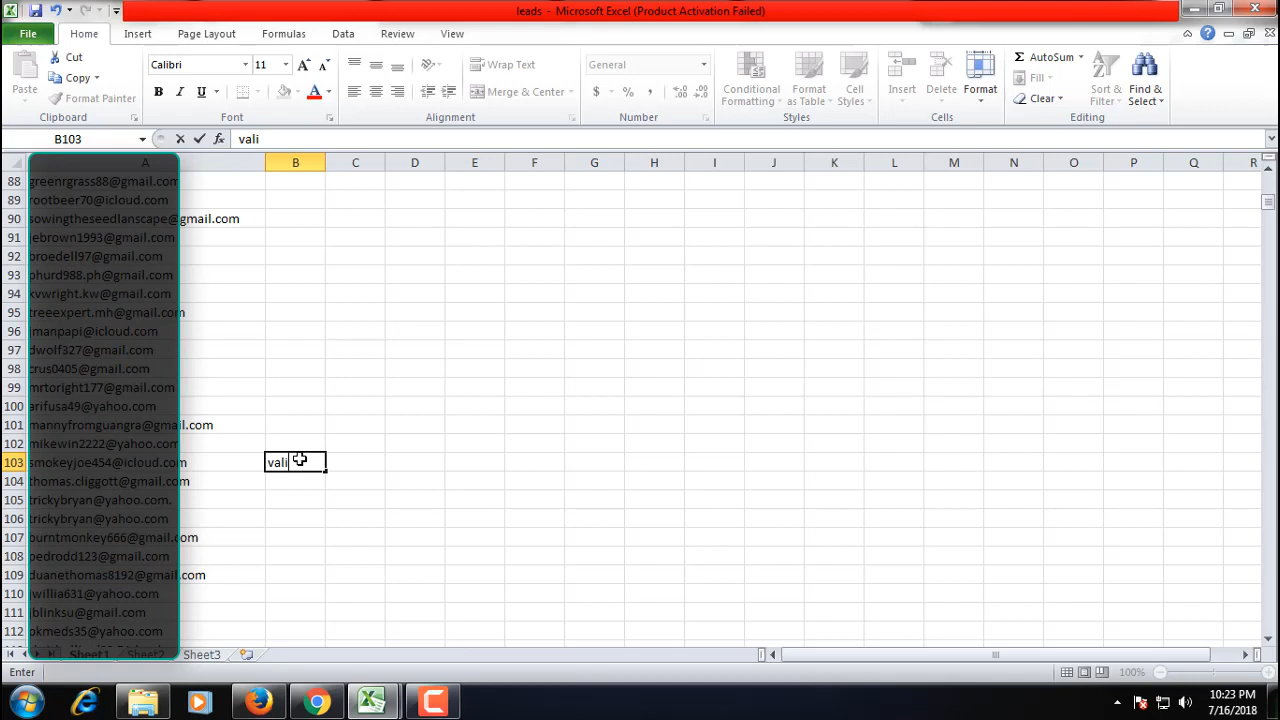 leads - Microsoft Excel (Product Activation Failed)
File Home Insert Page Layout Formulas Data Review View
Paste Cut Copy Format Painter Clipboard
Calibri 11 B I U Font
Wrap Text Merge & Center Alignment
General $ % , Number
Conditional Formatting Format as Table Cell Styles Styles
Insert Delete Format Cells
AutoSum Fill Clear Sort & Filter Find & Select Editing
B103 fx vali
A B C D E F G H I J K L M N O P Q R
88 greenrgrass88@gmail.com
89 rootbeer70@icloud.com
90 sowingtheseedlanscape@gmail.com
91 ebrown1993@gmail.com
92 broedell97@gmail.com
93 phurd988.ph@gmail.com
94 kvwright.kw@gmail.com
95 treeexpert.mh@gmail.com
96 manpapi@icloud.com
97 dwolf327@gmail.com
98 crus0405@gmail.com
99 mrtoright177@gmail.com
100 arifusa49@yahoo.com
101 mannyfromguangra@gmail.com
102 mikewin2222@yahoo.com
103 smokeyjoe454@icloud.com vali
104 thomas.cliggott@gmail.com
105 trickybryan@yahoo.com.
106 trickybryan@yahoo.com
107 burntmonkey666@gmail.com
108 pedrodd123@gmail.com
109 duanethomas8192@gmail.com
110 jwillia631@yahoo.com
111 jblinksu@gmail.com
112 pkmeds35@yahoo.com
Sheet1 Sheet2 Sheet3
Enter 100%
10:23 PM
7/16/2018